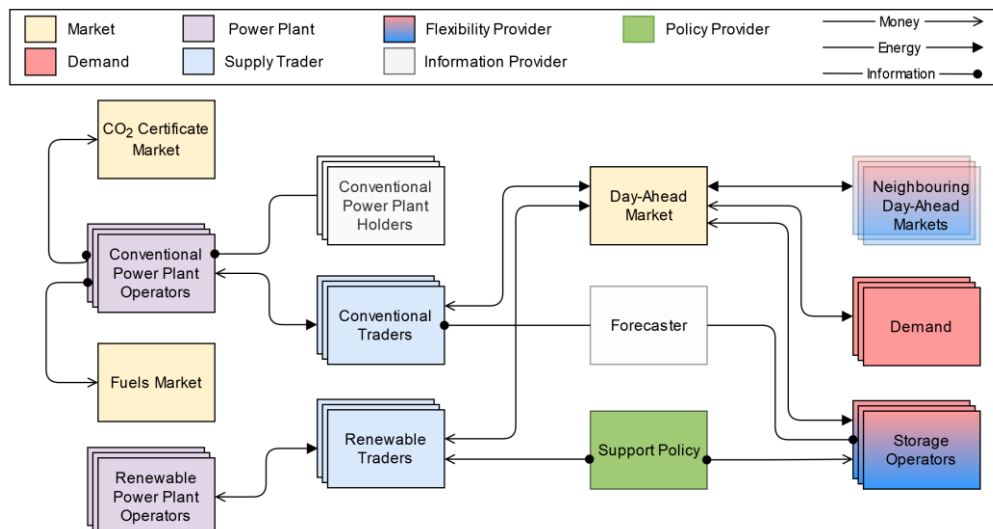 Market
Power Plant
Flexibility Provider
Policy Provider
Money
Demand
Supply Trader
Information Provider
Energy
Information
CO2 Certificate
Market
Conventional
Power Plant
Holders
Day-Ahead
Market
Neighbouring
Day-Ahead
Markets
Conventional
Power Plant
Operators
Conventional
Traders
Forecaster
Demand
Fuels Market
Renewable
Traders
Support Policy
Storage
Operators
Renewable
Power Plant
Operators